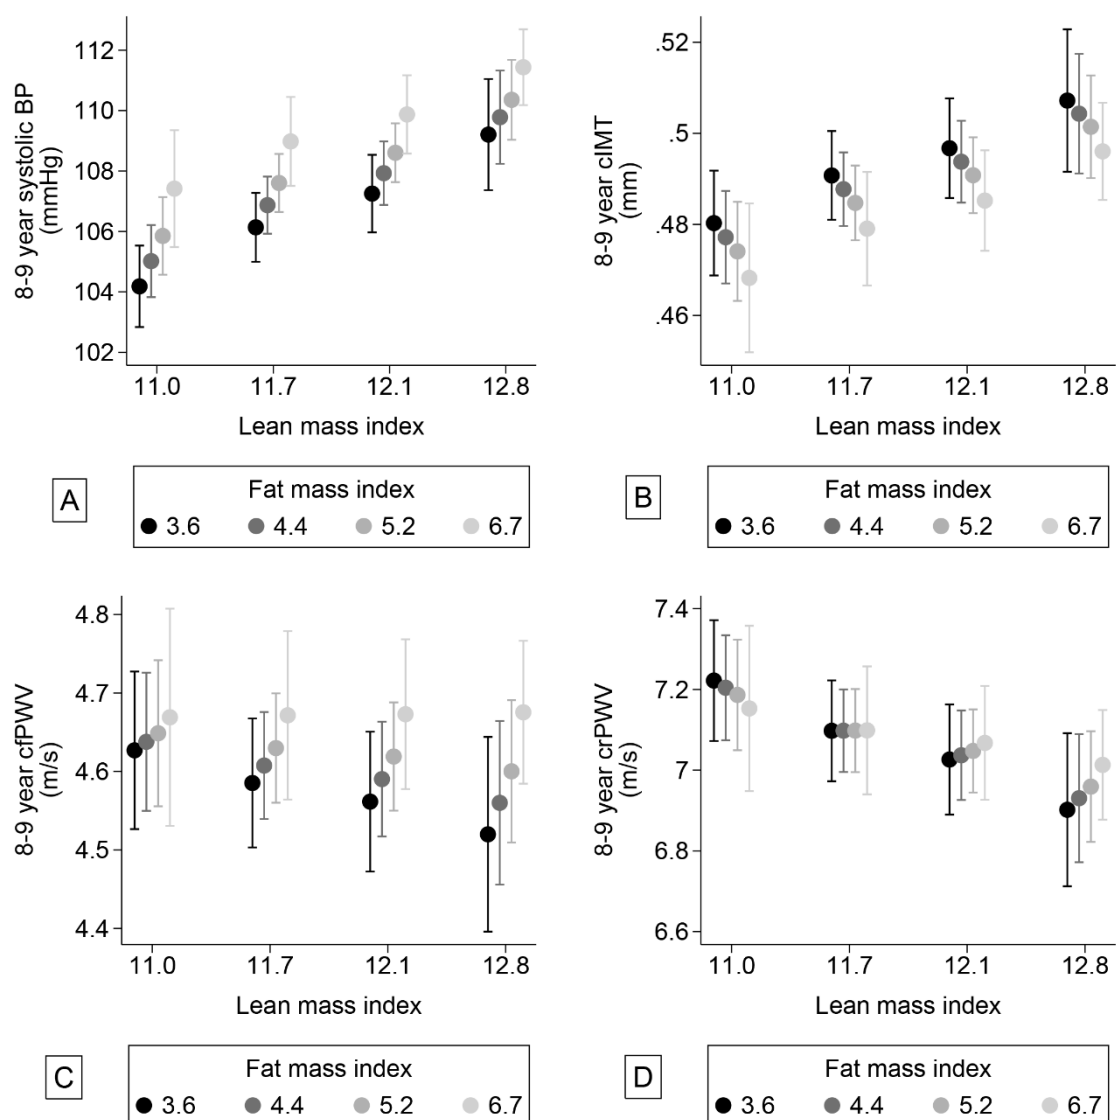 8-9 year systolic BP
(mmHg)
112
110
108
106
104
102
11.0 11.7 12.1 12.8
Lean mass index
A
Fat mass index
3.6 4.4 5.2 6.7
8-9 year cIMT
(mm)
.52
.5
.48
.46
11.0 11.7 12.1 12.8
Lean mass index
B
Fat mass index
3.6 4.4 5.2 6.7
8-9 year cfPWV
(m/s)
4.8
4.7
4.6
4.5
4.4
11.0 11.7 12.1 12.8
Lean mass index
C
Fat mass index
3.6 4.4 5.2 6.7
8-9 year crPWV
(m/s)
7.4
7.2
7
6.8
6.6
11.0 11.7 12.1 12.8
Lean mass index
D
Fat mass index
3.6 4.4 5.2 6.7